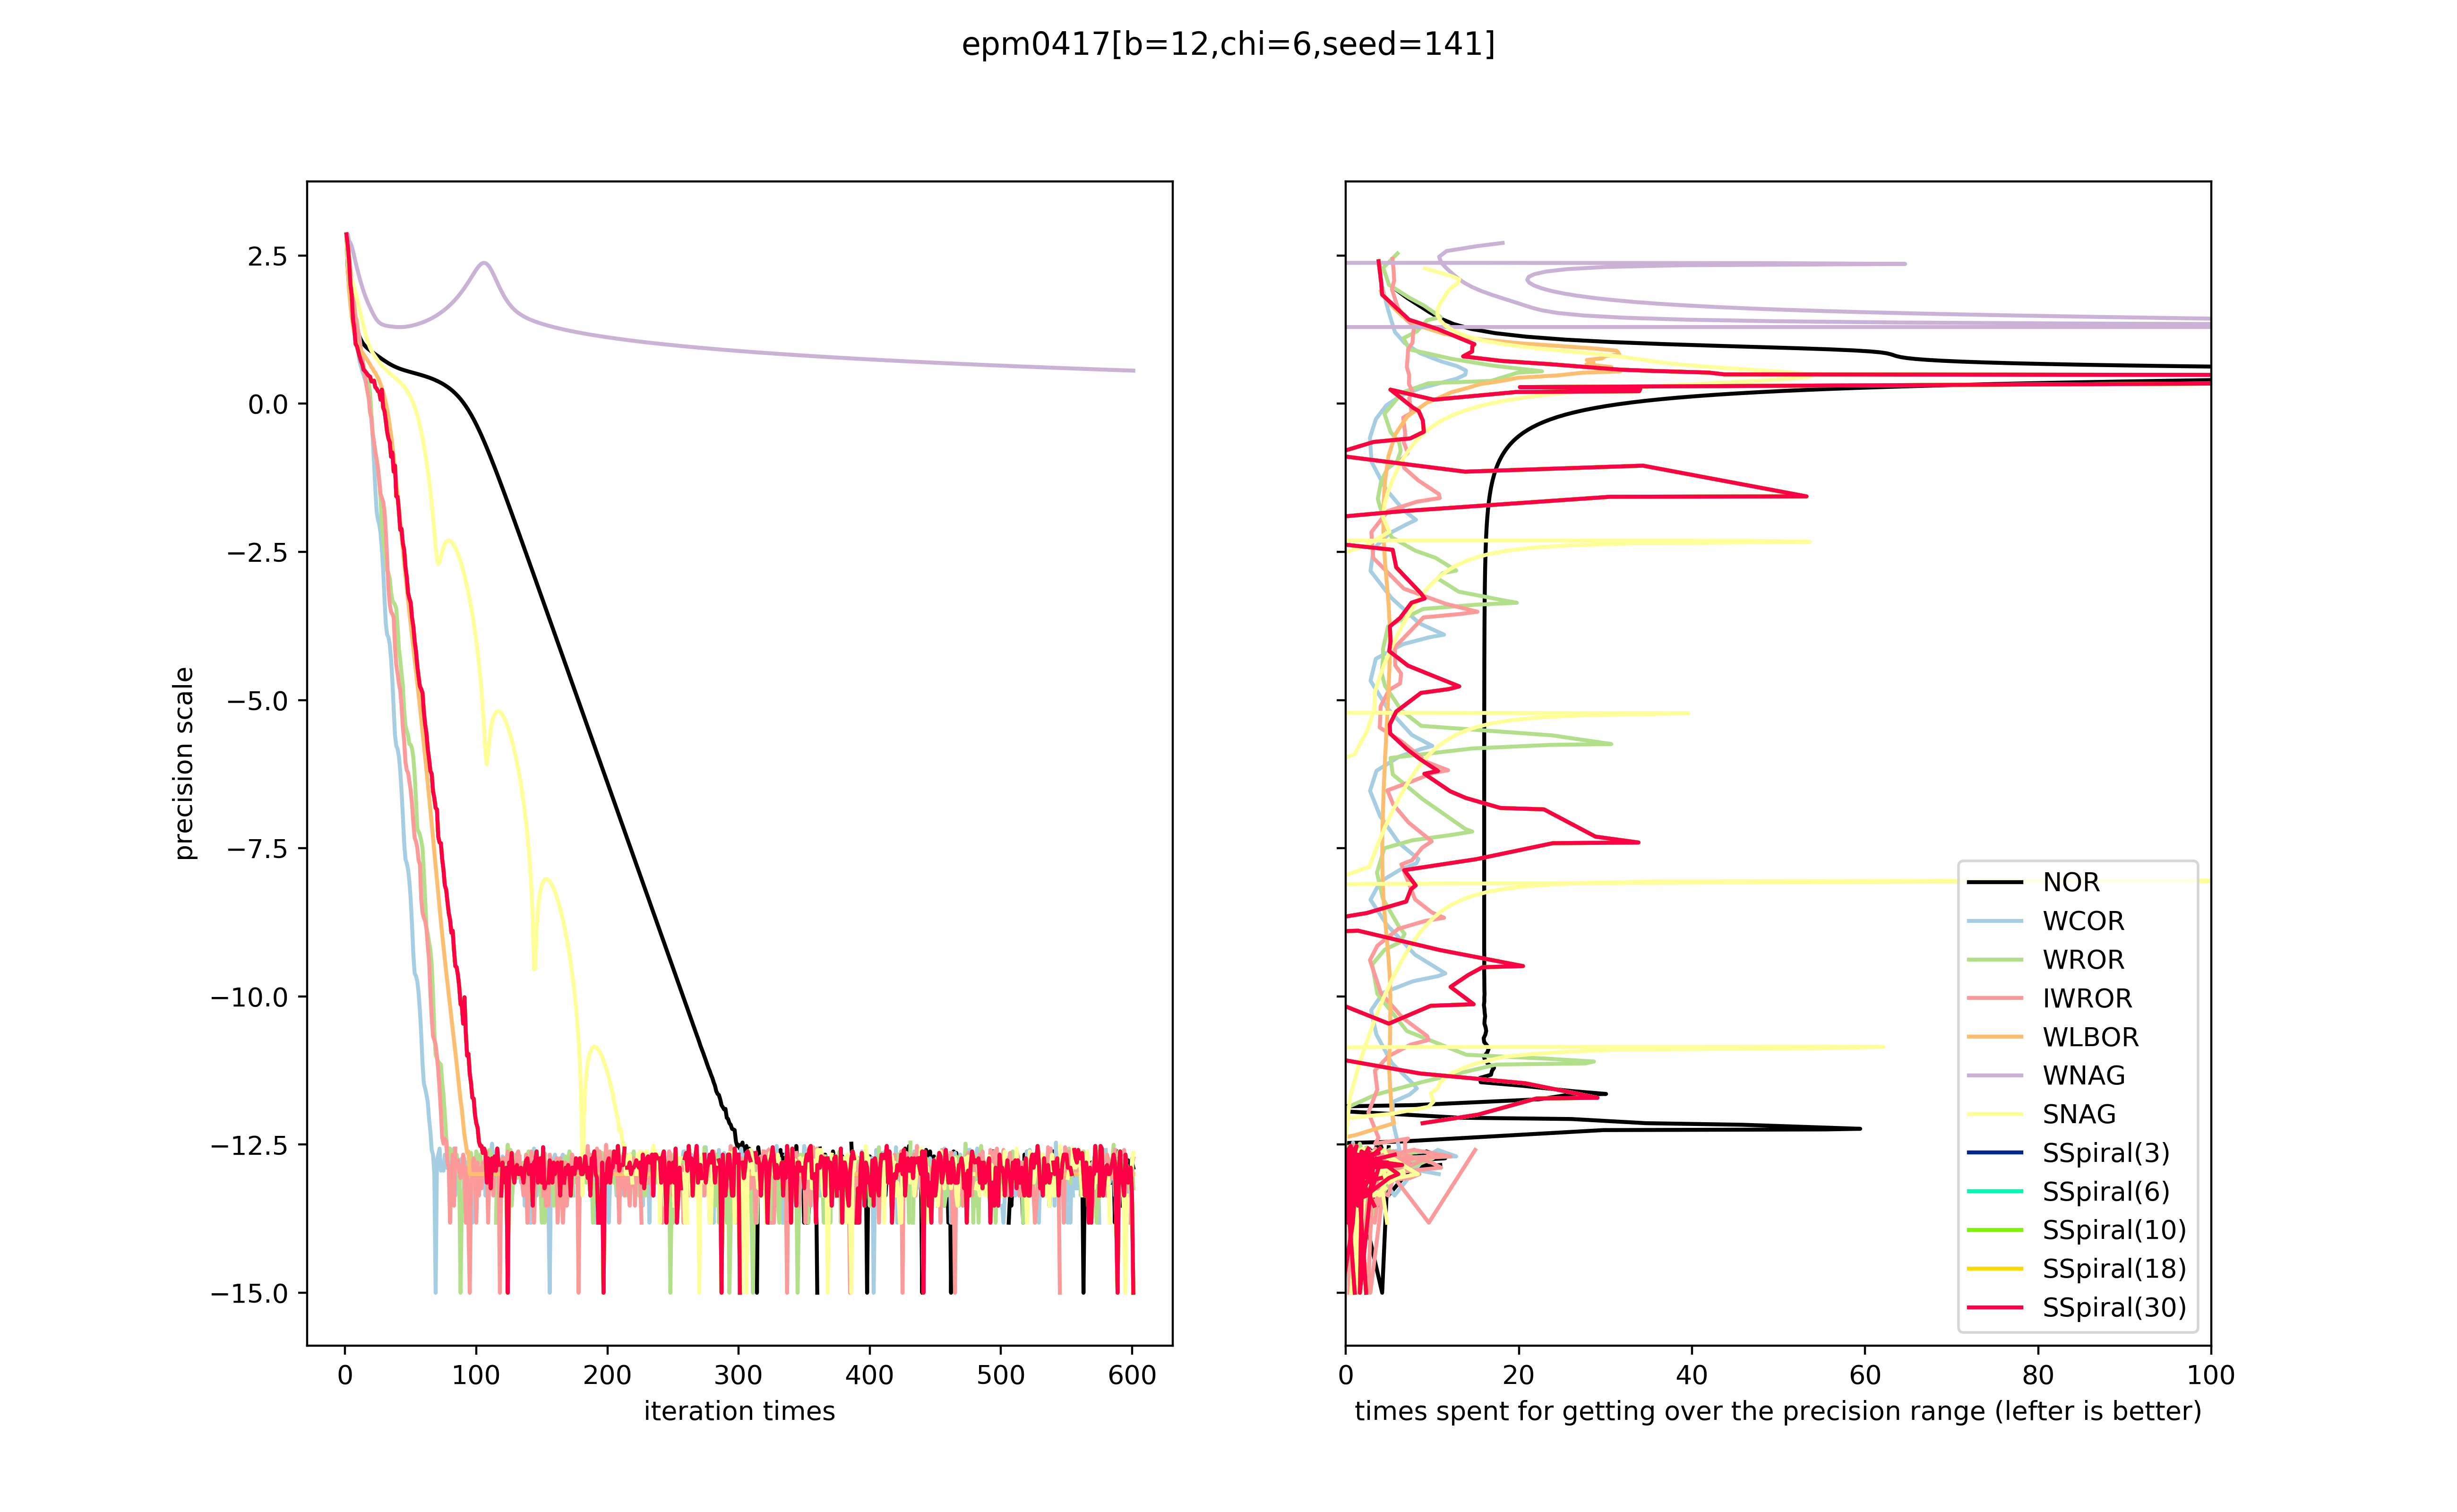 epm0417[b=12,chi=6,seed=141]
precision scale
2.5
0.0
−2.5
−5.0
−7.5
−10.0
−12.5
−15.0
0 100 200 300 400 500 600
iteration times
0 20 40 60 80 100
times spent for getting over the precision range (lefter is better)
NOR
WCOR
WROR
IWROR
WLBOR
WNAG
SNAG
SSpiral(3)
SSpiral(6)
SSpiral(10)
SSpiral(18)
SSpiral(30)